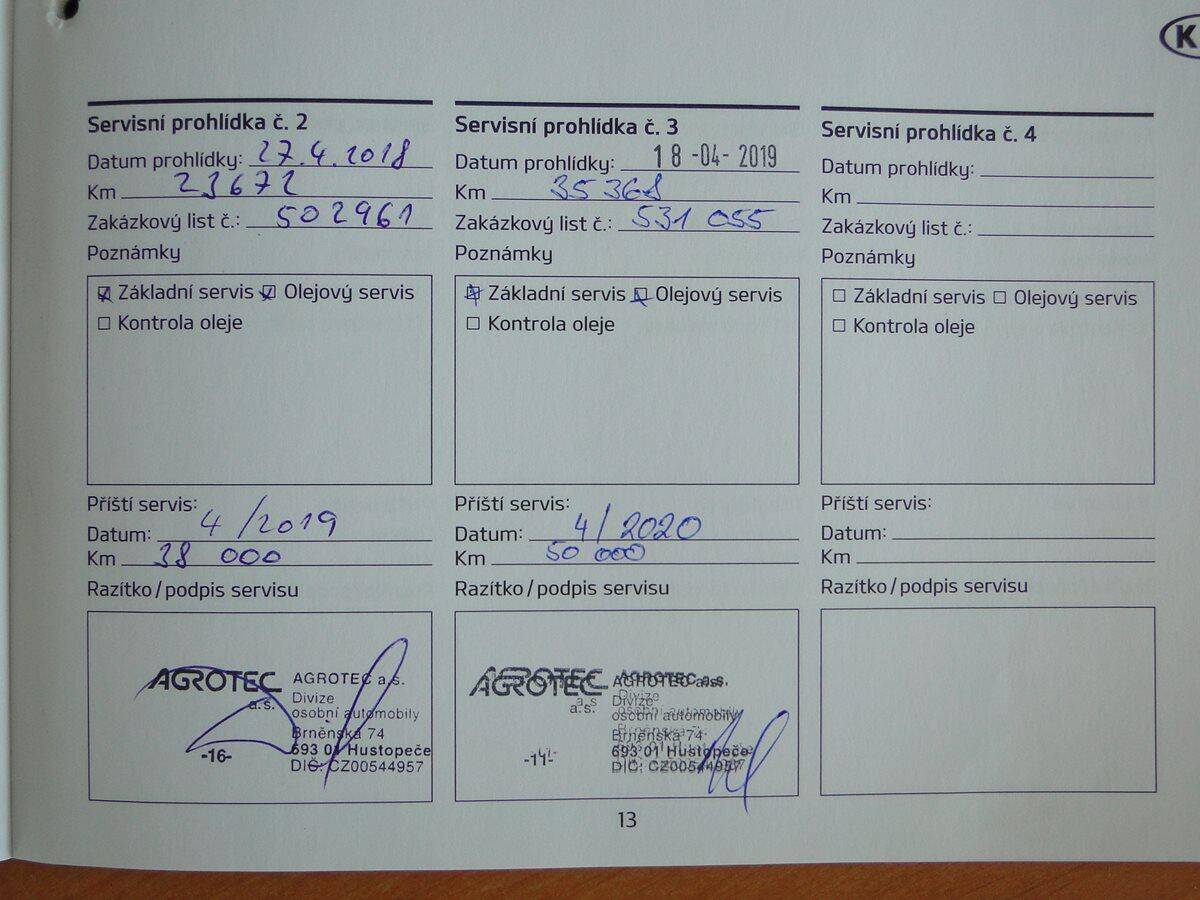 K
Servisní prohlídka č. 2
Datum prohlídky: 27.4.2018
Km 23672
Zakázkový list č.: 502961
Poznámky
Základní servis Olejový servis
Kontrola oleje
Příští servis:
Datum: 4/2019
Km 38 000
Razítko/podpis servisu
AGROTEC a.s.
AGROTEC a.s.
Divize
osobní automobily
Brněnská 74
693 01 Hustopeče
DIČ: CZ00544957
-16-
Servisní prohlídka č. 3
Datum prohlídky: 18-04-2019
Km 35368
Zakázkový list č.: 531 055
Poznámky
Základní servis Olejový servis
Kontrola oleje
Příští servis:
Datum: 4/2020
Km 50 000
Razítko/podpis servisu
AGROTEC a.s.
AGROTEC a.s.
Divize
osobní automobily
Brněnská 74
693 01 Hustopeče
DIČ: CZ00544957
Servisní prohlídka č. 4
Datum prohlídky:
Km
Zakázkový list č.:
Poznámky
Základní servis Olejový servis
Kontrola oleje
Příští servis:
Datum:
Km
Razítko/podpis servisu
13